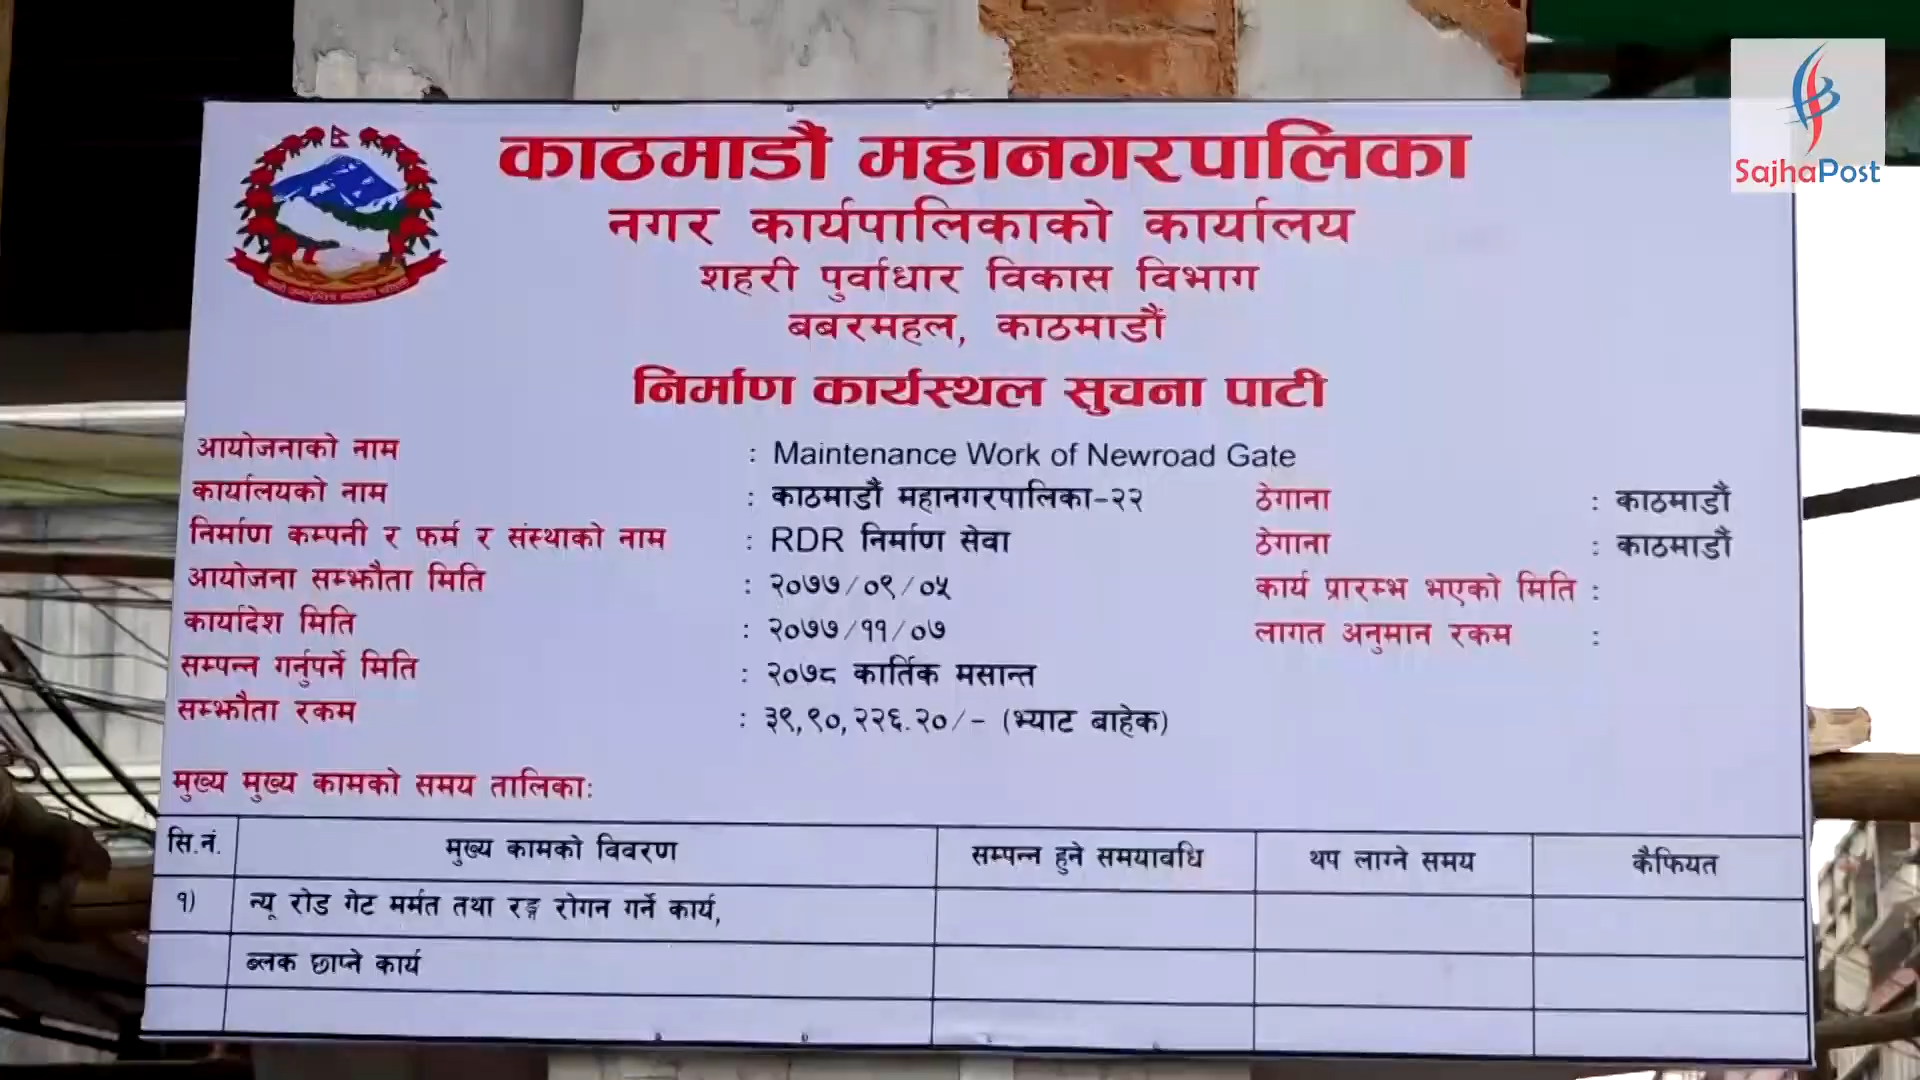 SajhaPost
काठमाडौं महानगरपालिका
नगर कार्यपालिकाको कार्यालय
शहरी पुर्वाधार विकास विभाग
बबरमहल, काठमाडौं
निर्माण कार्यस्थल सुचना पाटी
आयोजनाको नाम : Maintenance Work of Newroad Gate
कार्यालयको नाम : काठमाडौं महानगरपालिका-२२ ठेगाना : काठमाडौं
निर्माण कम्पनी र फर्म र संस्थाको नाम : RDR निर्माण सेवा ठेगाना : काठमाडौं
आयोजना सम्झौता मिति : २०७७/०९/०५ कार्य प्रारम्भ भएको मिति :
कार्यादेश मिति : २०७७/११/०७ लागत अनुमान रकम :
सम्पन्न गर्नुपर्ने मिति : २०७८ कार्तिक मसान्त
सम्झौता रकम : ३९,९०,२२६.२०/- (भ्याट बाहेक)
मुख्य मुख्य कामको समय तालिका:
सि.नं. मुख्य कामको विवरण सम्पन्न हुने समयावधि थप लाग्ने समय कैफियत
१) न्यू रोड गेट मर्मत तथा रङ्ग रोगन गर्ने कार्य,
ब्लक छाप्ने कार्य